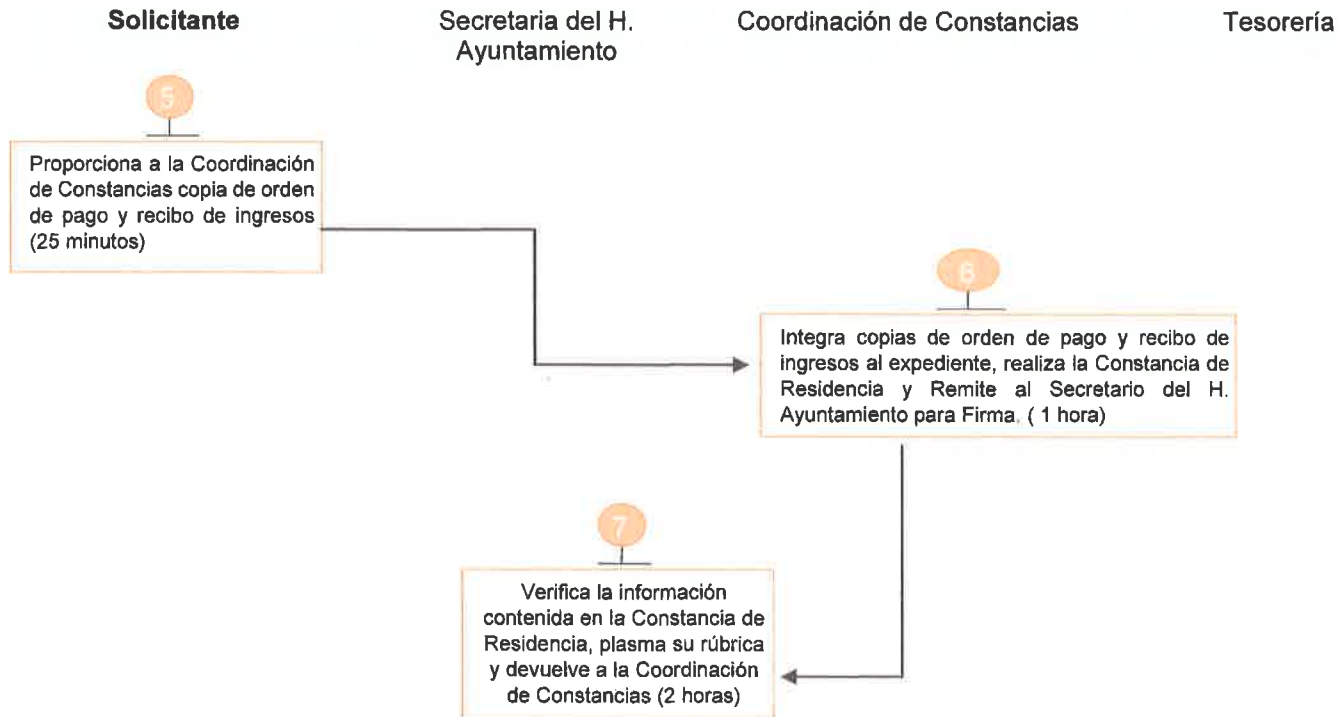 Solicitante
Secretaria del H.
Ayuntamiento
Coordinación de Constancias
Tesorería
5
Proporciona a la Coordinación
de Constancias copia de orden
de pago y recibo de ingresos
(25 minutos)
6
Integra copias de orden de pago y recibo de
ingresos al expediente, realiza la Constancia de
Residencia y Remite al Secretario del H.
Ayuntamiento para Firma. ( 1 hora)
7
Verifica la información
contenida en la Constancia de
Residencia, plasma su rúbrica
y devuelve a la Coordinación
de Constancias (2 horas)